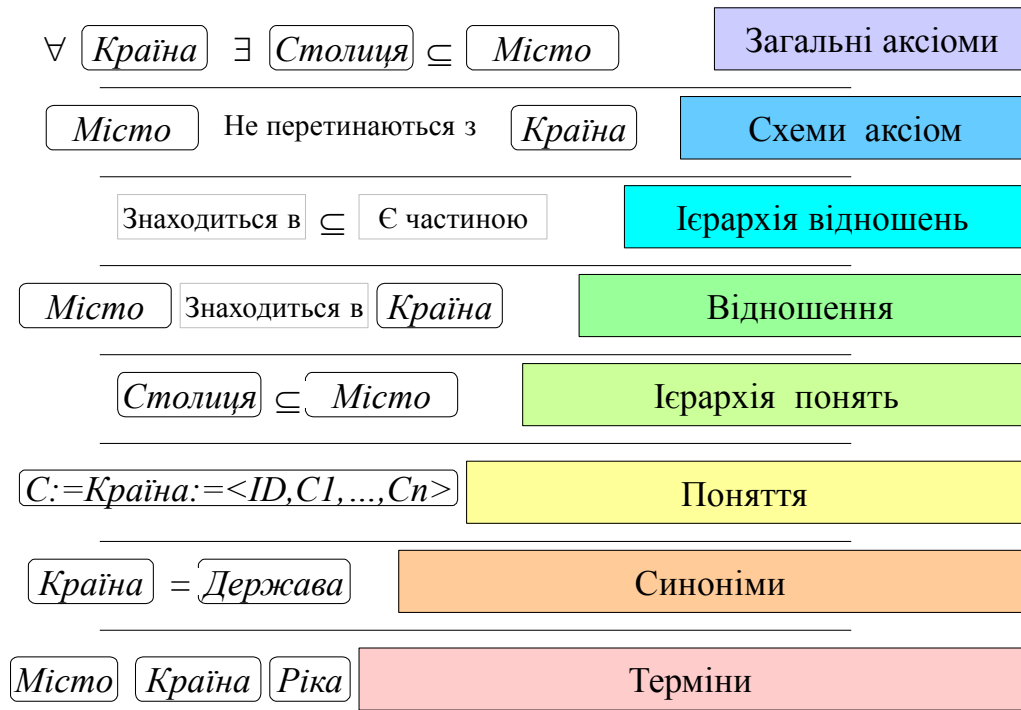 ∀ Країна ∃ Столиця ⊆ Місто Загальні аксіоми
Місто Не перетинаються з Країна Схеми аксіом
Знаходиться в ⊆ Є частиною Ієрархія відношень
Місто Знаходиться в Країна Відношення
Столиця ⊆ Місто Ієрархія понять
C:=Країна:=<ID,C1,...,Cn> Поняття
Країна = Держава Синоніми
Місто Країна Ріка Терміни